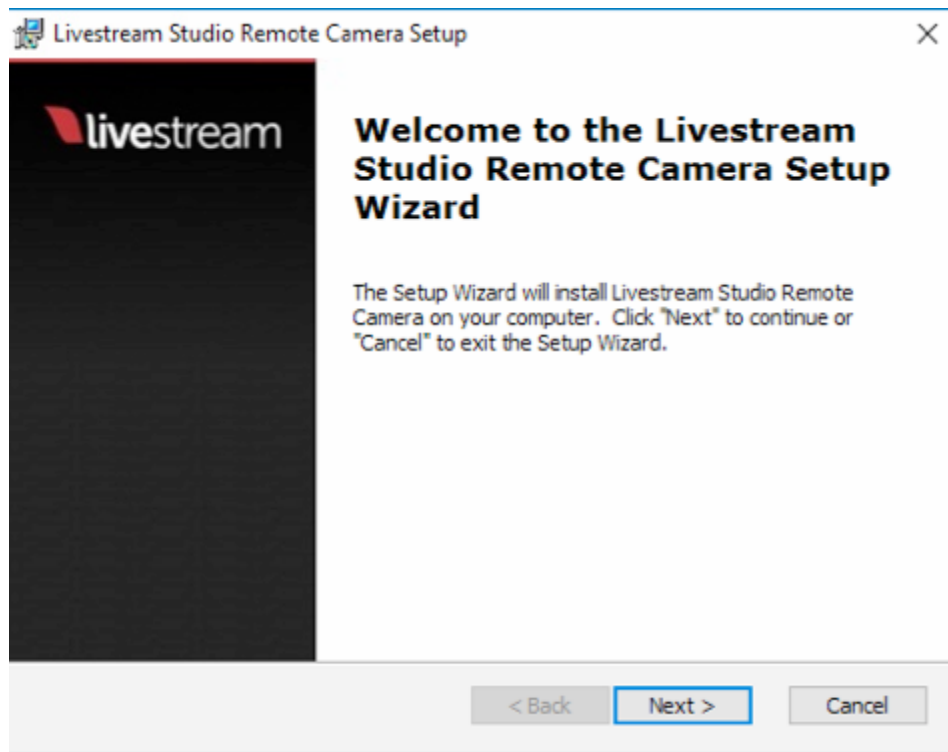 Livestream Studio Remote Camera Setup
livestream
Welcome to the Livestream
Studio Remote Camera Setup
Wizard
The Setup Wizard will install Livestream Studio Remote
Camera on your computer.  Click "Next" to continue or
"Cancel" to exit the Setup Wizard.
< Back
Next >
Cancel